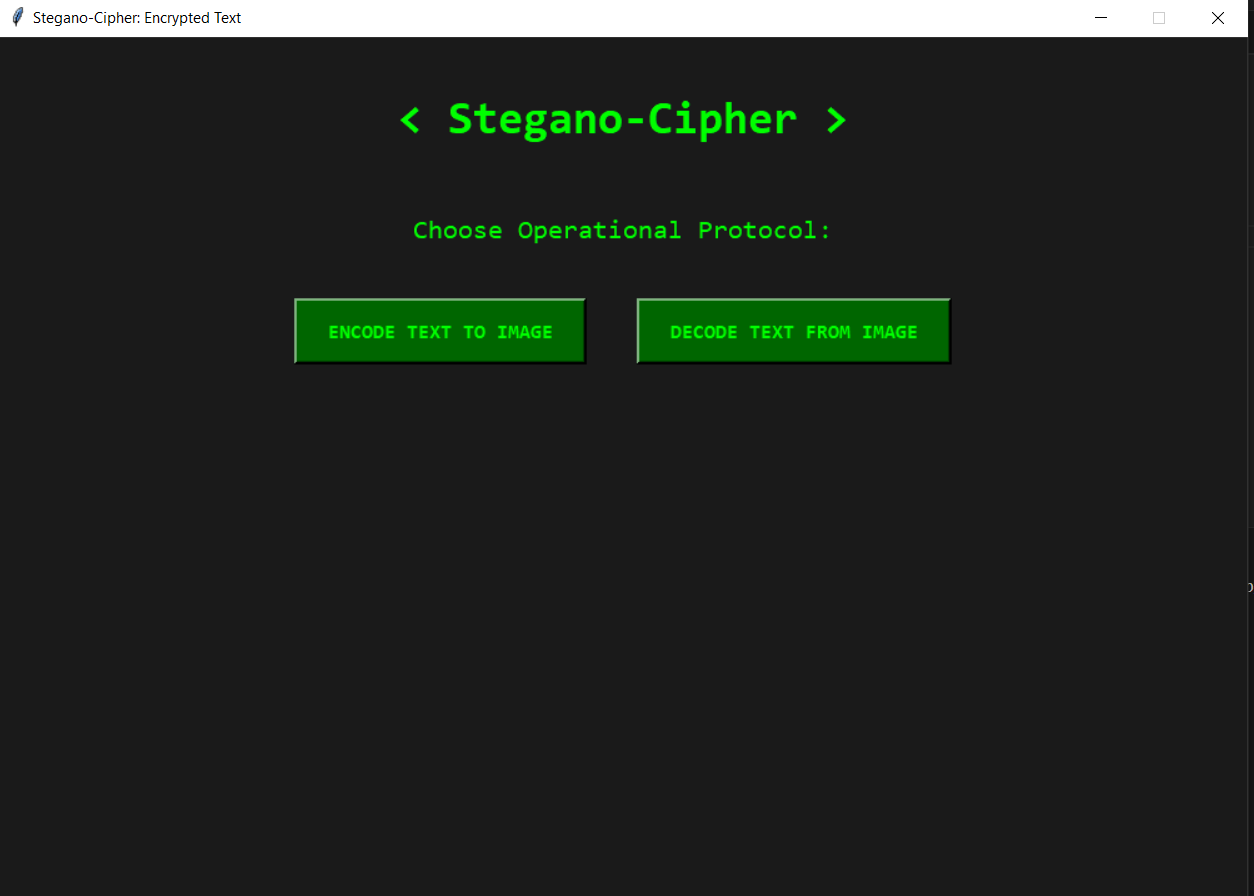 Stegano-Cipher: Encrypted Text
< Stegano-Cipher >
Choose Operational Protocol:
ENCODE TEXT TO IMAGE
DECODE TEXT FROM IMAGE